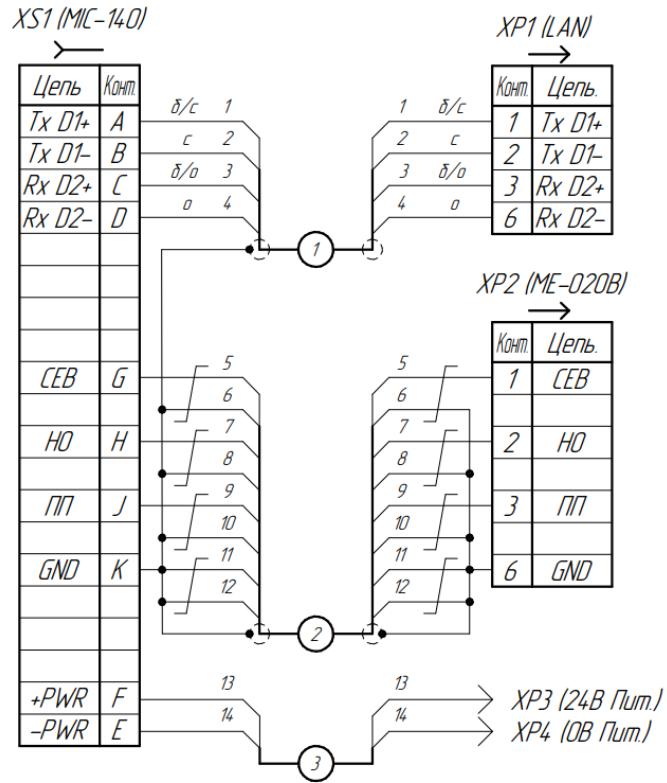 XS1 (MIC-140)
Цепь Конт.
Tx D1+ A
Tx D1- B
Rx D2+ C
Rx D2- D
СЕВ G
НО H
ПП J
GND K
+PWR F
-PWR E
б/с 1
с 2
б/о 3
о 4
1
1 б/с
2 с
3 б/о
4 о
XP1 (LAN)
Конт. Цепь.
1 Tx D1+
2 Tx D1-
3 Rx D2+
6 Rx D2-
5
6
7
8
9
10
11
12
2
5
6
7
8
9
10
11
12
XP2 (ME-020B)
Конт. Цепь.
1 СЕВ
2 НО
3 ПП
6 GND
13
14
3
13
14
XP3 (24В Пит.)
XP4 (0В Пит.)